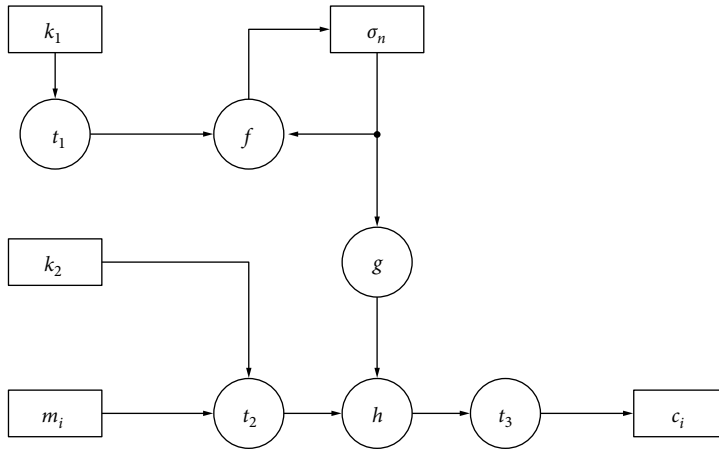 k₁
σₙ
t₁
f
k₂
g
mᵢ
t₂
h
t₃
cᵢ